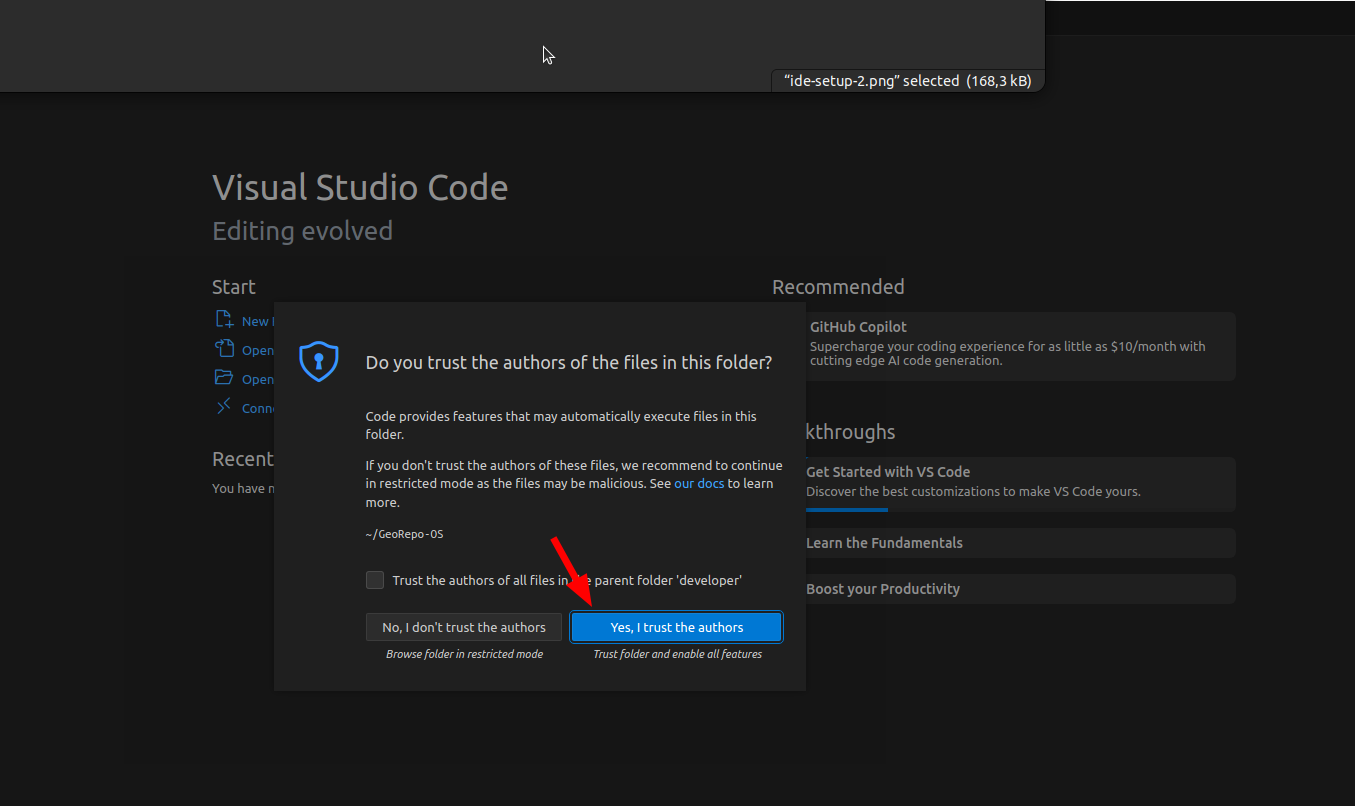 “ide-setup-2.png” selected (168,3 kB)
Visual Studio Code
Editing evolved
Start
New
Open
Open
Conn
Recent
You have n
Recommended
GitHub Copilot
Supercharge your coding experience for as little as $10/month with
cutting edge AI code generation.
kthroughs
Get Started with VS Code
Discover the best customizations to make VS Code yours.
Learn the Fundamentals
Boost your Productivity
Do you trust the authors of the files in this folder?
Code provides features that may automatically execute files in this
folder.
If you don't trust the authors of these files, we recommend to continue
in restricted mode as the files may be malicious. See our docs to learn
more.
~/GeoRepo-OS
Trust the authors of all files in the parent folder 'developer'
No, I don't trust the authors
Yes, I trust the authors
Browse folder in restricted mode
Trust folder and enable all features